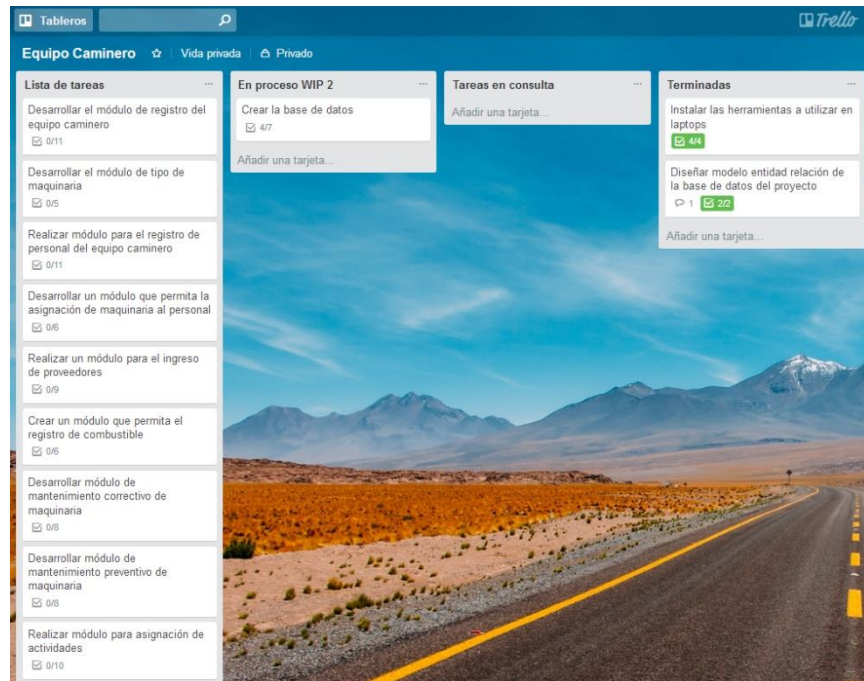 Tableros
Trello
Equipo Caminero
Vida privada
Privado
Lista de tareas
Desarrollar el módulo de registro del
equipo caminero
0/11
Desarrollar el módulo de tipo de
maquinaria
0/5
Realizar módulo para el registro de
personal del equipo caminero
0/11
Desarrollar un módulo que permita la
asignación de maquinaria al personal
0/6
Realizar un módulo para el ingreso
de proveedores
0/9
Crear un módulo que permita el
registro de combustible
0/6
Desarrollar módulo de
mantenimiento correctivo de
maquinaria
0/8
Desarrollar módulo de
mantenimiento preventivo de
maquinaria
0/8
Realizar módulo para asignación de
actividades
0/10
En proceso WIP 2
Crear la base de datos
4/7
Añadir una tarjeta...
Tareas en consulta
Añadir una tarjeta...
Terminadas
Instalar las herramientas a utilizar en
laptops
4/4
Diseñar modelo entidad relación de
la base de datos del proyecto
1 2/2
Añadir una tarjeta...